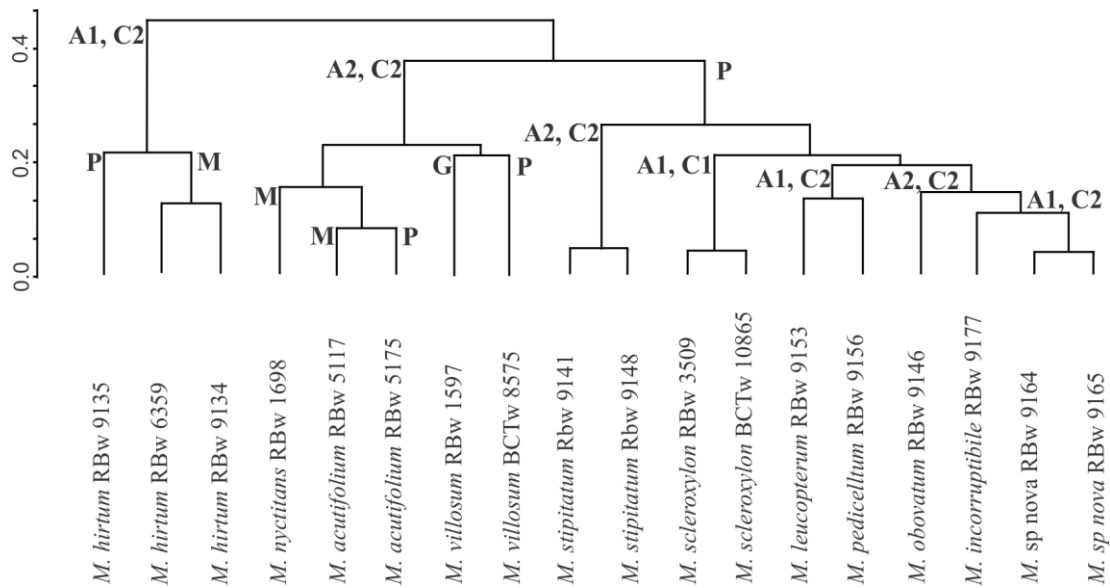 0.4
0.2
0.0
A1, C2
A2, C2
P
A2, C2
P
M
G
P
A1, C1
A1, C2
A2, C2
M
A1, C2
M
P
M. hirtum RBw 9135
M. hirtum RBw 6359
M. hirtum RBw 9134
M. nyctitans RBw 1698
M. acutifolium RBw 5117
M. acutifolium RBw 5175
M. villosum RBw 1597
M. villosum BCTw 8575
M. stipitatum Rbw 9141
M. stipitatum Rbw 9148
M. scleroxylon RBw 3509
M. scleroxylon BCTw 10865
M. leucopterum RBw 9153
M. pedicelltum RBw 9156
M. obovatum RBw 9146
M. incorruptibile RBw 9177
M. sp nova RBw 9164
M. sp nova RBw 9165